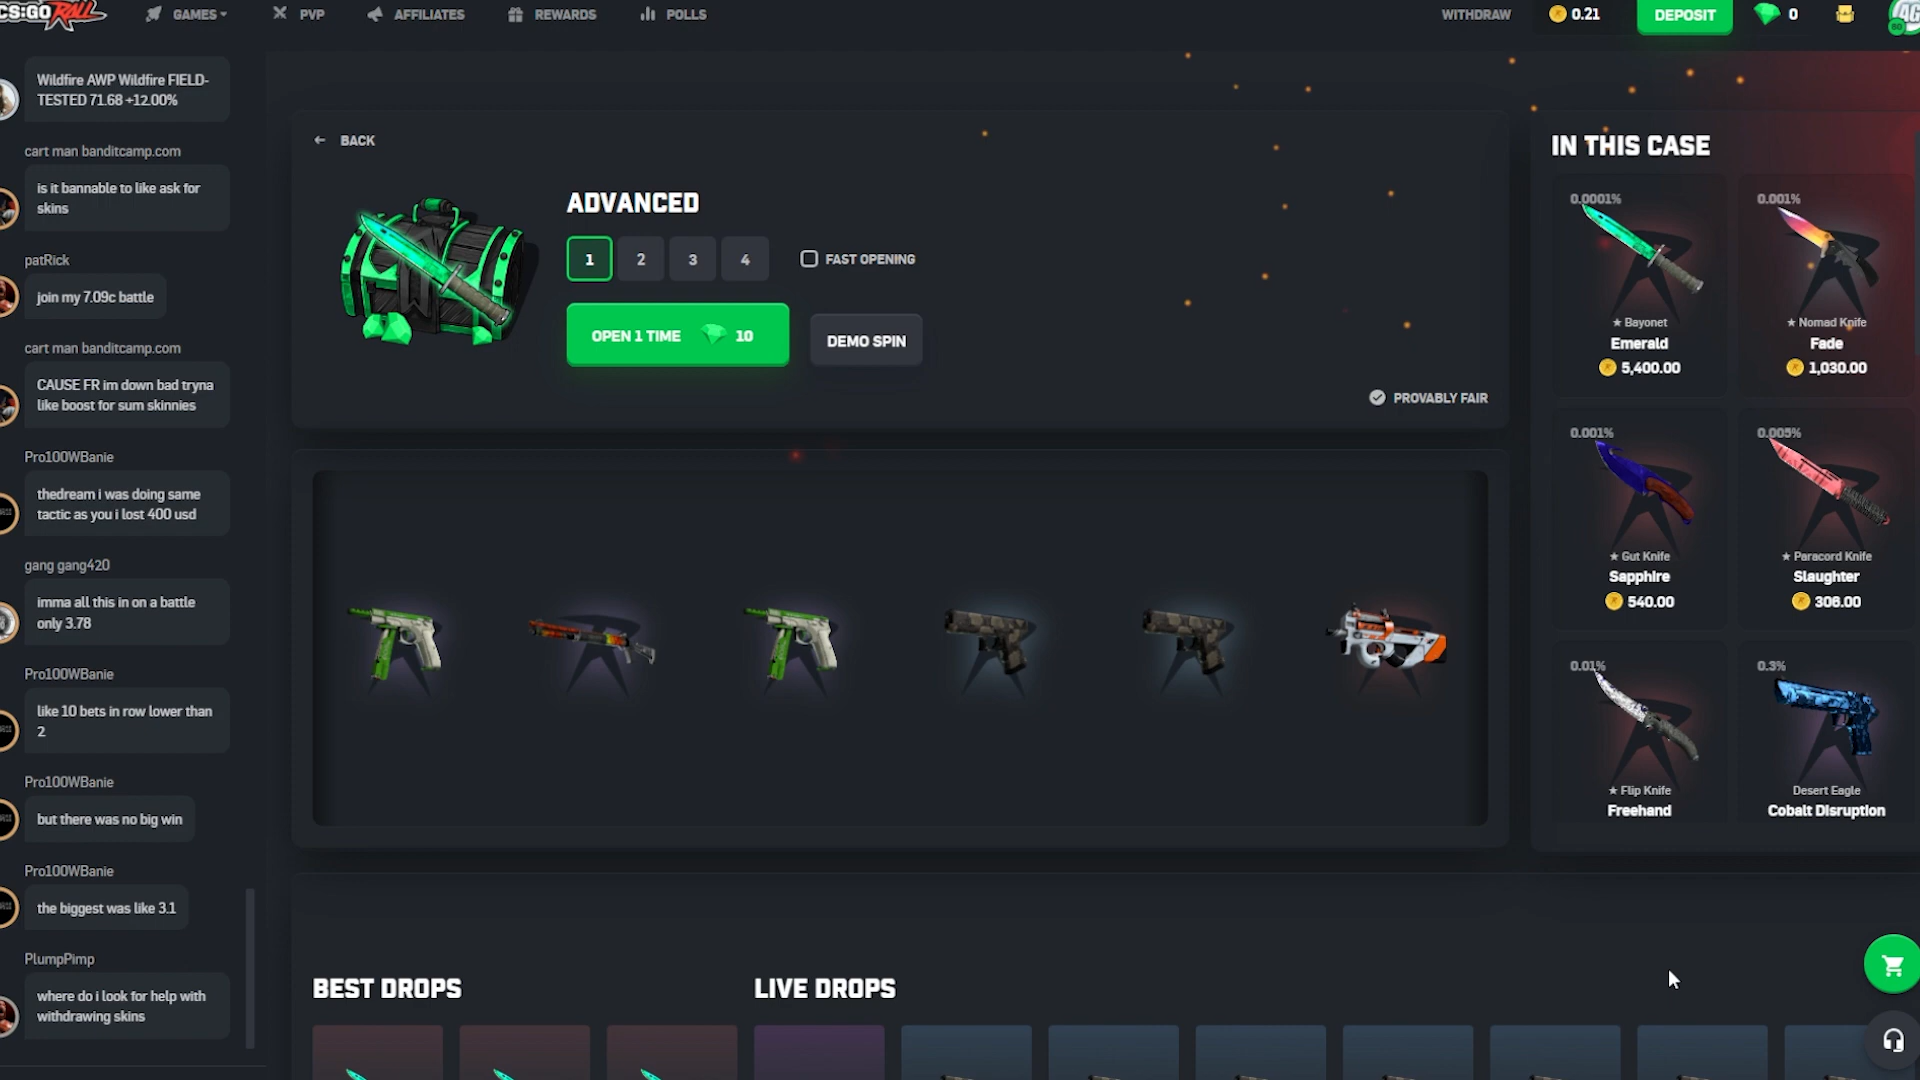 CS:GO ROLL
GAMES
PVP
AFFILIATES
REWARDS
POLLS
WITHDRAW
0.21
DEPOSIT
0
80
Wildfire AWP Wildfire FIELD-
TESTED 71.68 +12.00%
cart man banditcamp.com
is it bannable to like ask for
skins
patRick
join my 7.09c battle
cart man banditcamp.com
CAUSE FR im down bad tryna
like boost for sum skinnies
Pro100WBanie
thedream i was doing same
tactic as you i lost 400 usd
gang gang420
imma all this in on a battle
only 3.78
Pro100WBanie
like 10 bets in row lower than
2
Pro100WBanie
but there was no big win
Pro100WBanie
the biggest was like 3.1
PlumpPimp
where do i look for help with
withdrawing skins
BACK
ADVANCED
1
2
3
4
FAST OPENING
OPEN 1 TIME
10
DEMO SPIN
PROVABLY FAIR
IN THIS CASE
0.0001%
★ Bayonet
Emerald
5,400.00
0.001%
★ Nomad Knife
Fade
1,030.00
0.001%
★ Gut Knife
Sapphire
540.00
0.005%
★ Paracord Knife
Slaughter
306.00
0.01%
★ Flip Knife
Freehand
0.3%
Desert Eagle
Cobalt Disruption
BEST DROPS
LIVE DROPS